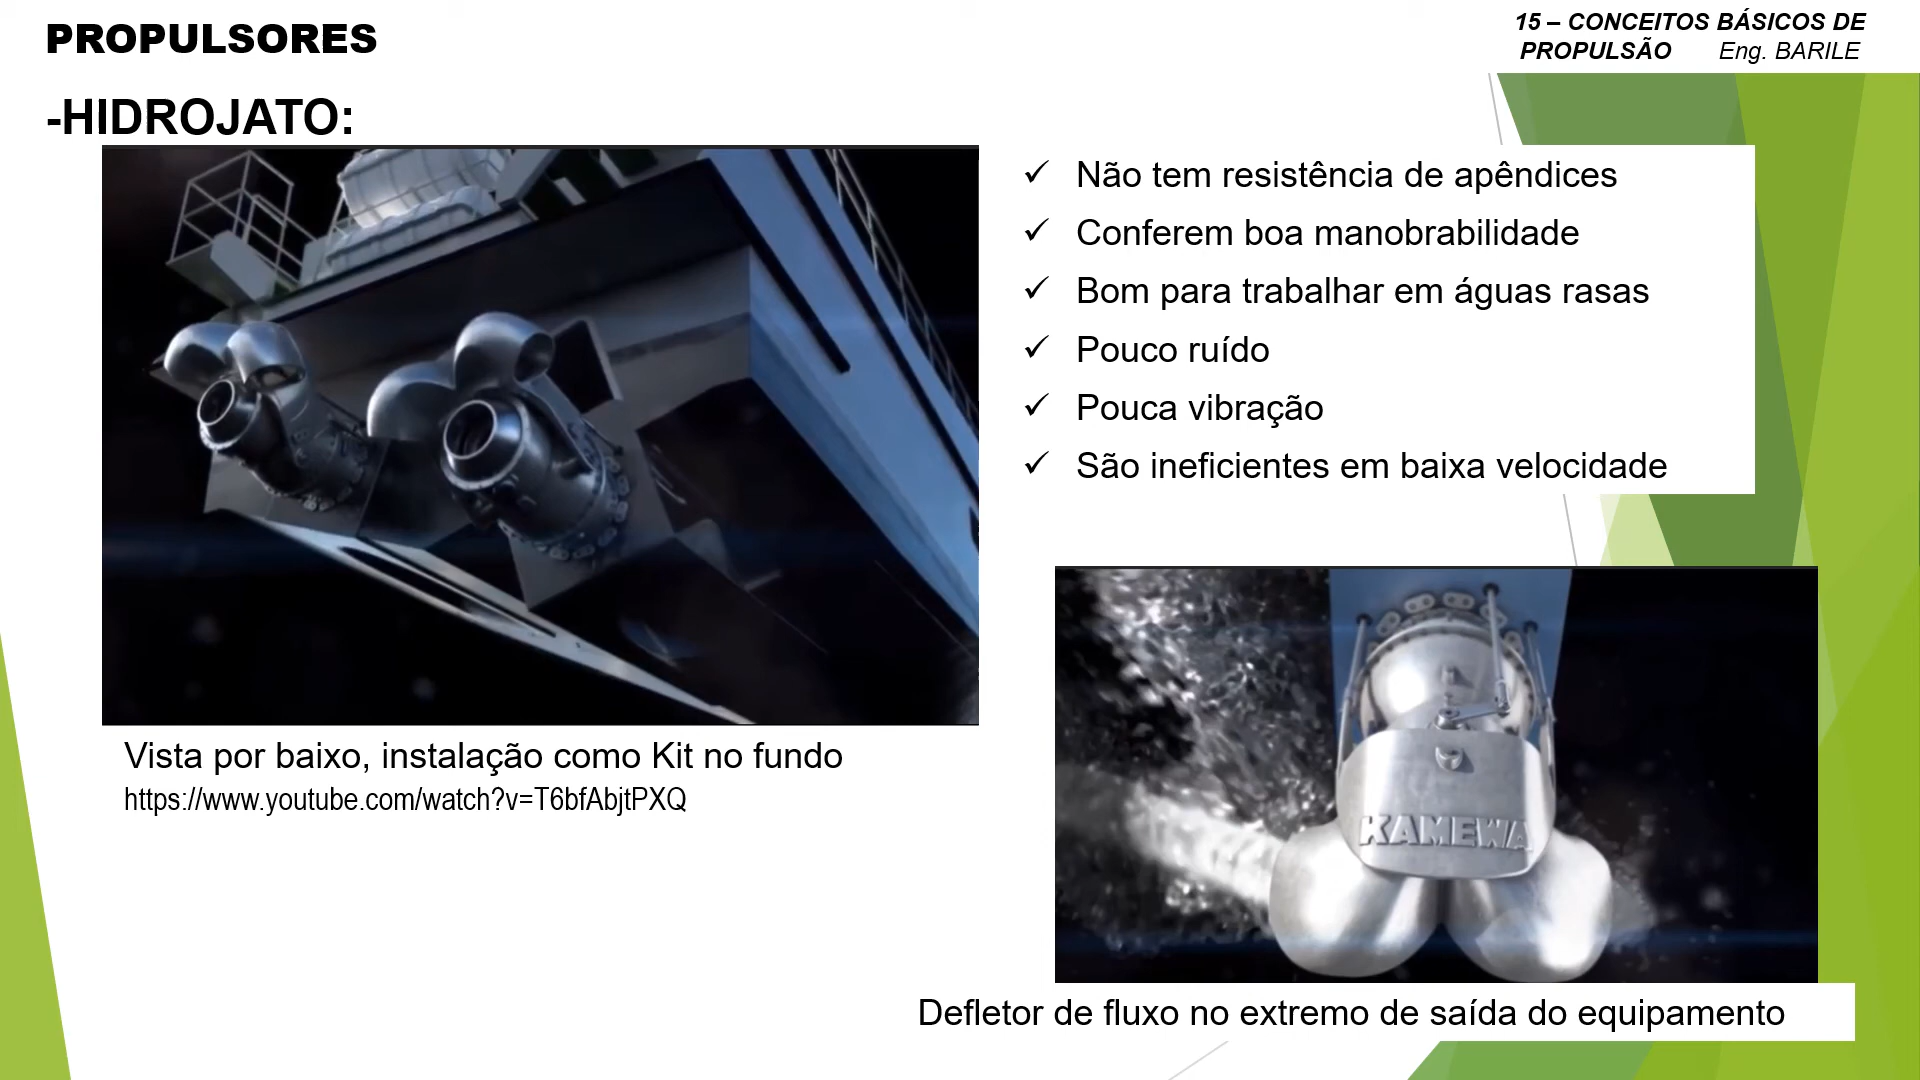 PROPULSORES
15 – CONCEITOS BÁSICOS DE
PROPULSÃO Eng. BARILE
-HIDROJATO:
✓ Não tem resistência de apêndices
✓ Conferem boa manobrabilidade
✓ Bom para trabalhar em águas rasas
✓ Pouco ruído
✓ Pouca vibração
✓ São ineficientes em baixa velocidade
Vista por baixo, instalação como Kit no fundo
https://www.youtube.com/watch?v=T6bfAbjtPXQ
KAMEWA
Defletor de fluxo no extremo de saída do equipamento